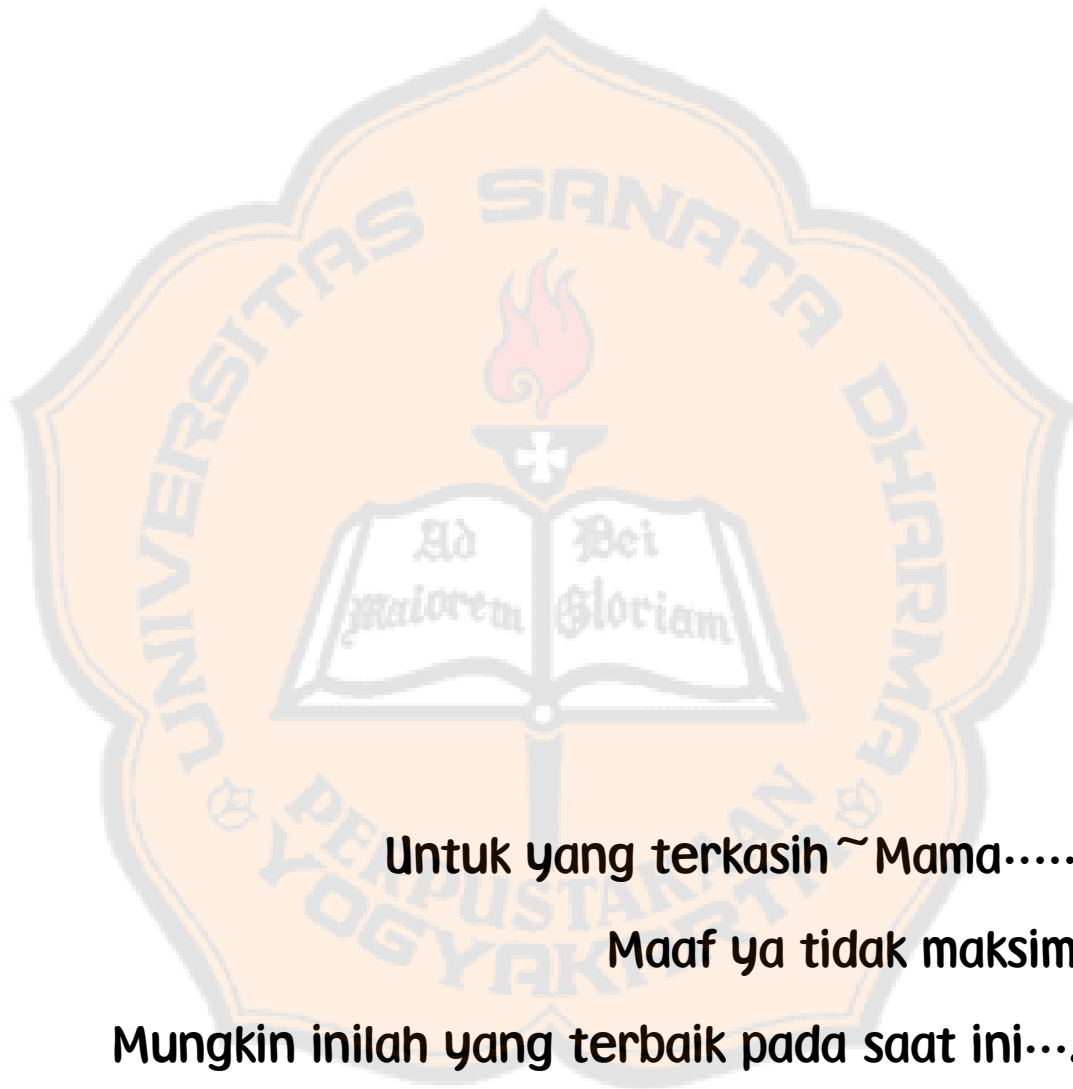 UNIVERSITAS SANATA DHARMA
Ad Dei
Maiorem Gloriam
PERPUSTAKAAN
YOGYAKARTA
Untuk yang terkasih ~ Mama.....
Maaf ya tidak maksim
Mungkin inilah yang terbaik pada saat ini....